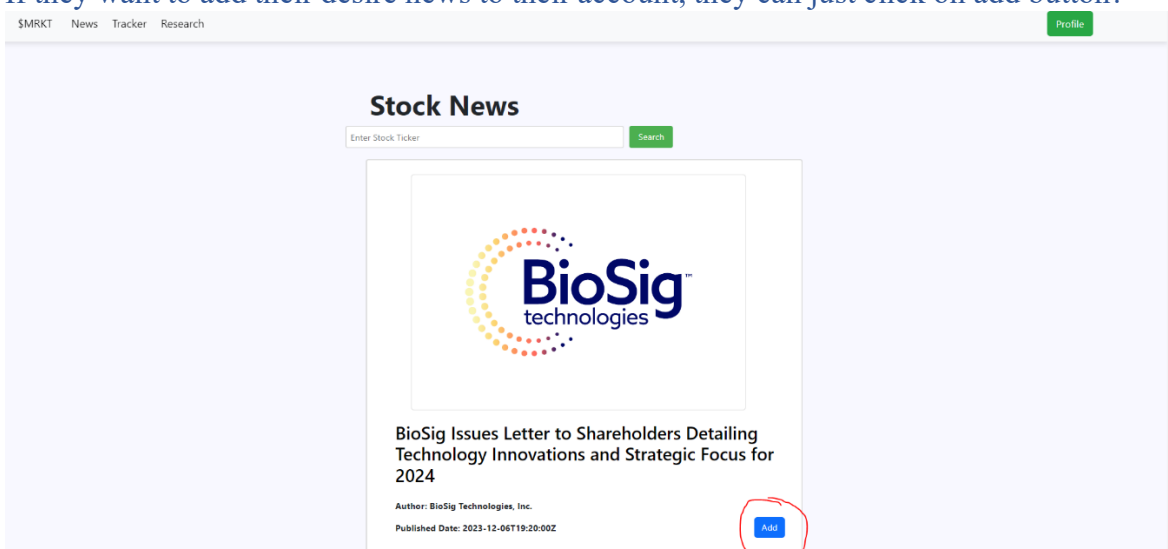 If they want to add their desire news to their account, they can just click on add button.
$MRKT News Tracker Research Profile
Stock News
Enter Stock Ticker Search
BioSig™
technologies
BioSig Issues Letter to Shareholders Detailing
Technology Innovations and Strategic Focus for
2024
Author: BioSig Technologies, Inc.
Published Date: 2023-12-06T19:20:00Z Add